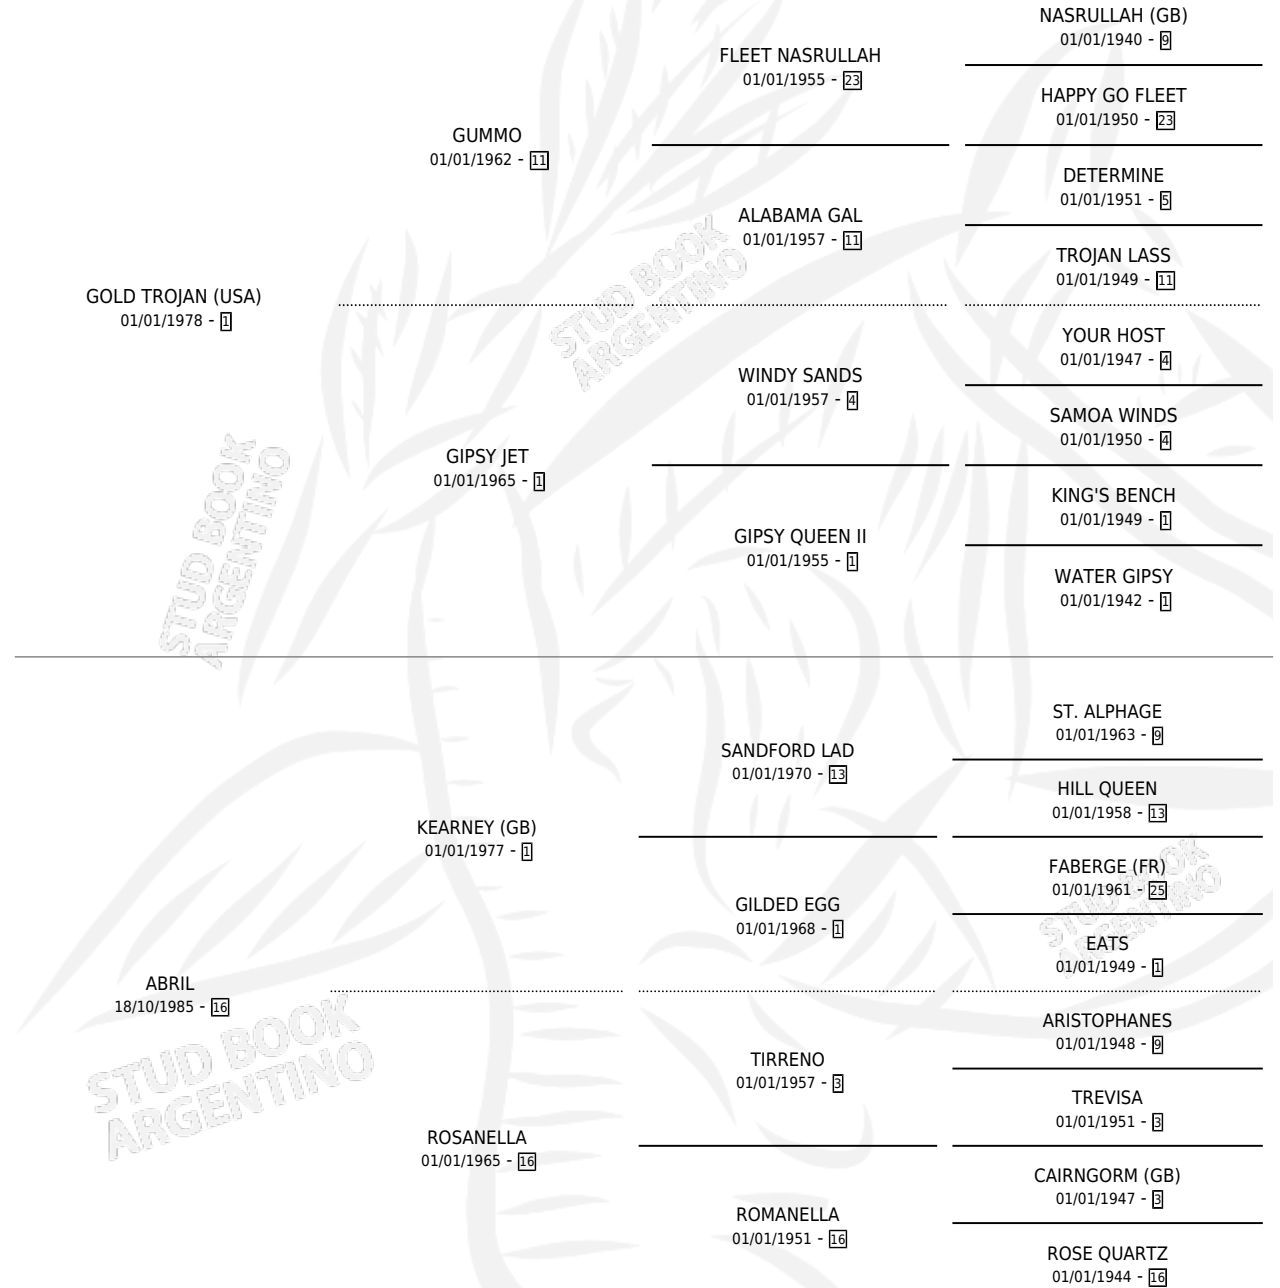 NASRULLAH (GB)
01/01/1940 - 9
FLEET NASRULLAH
01/01/1955 - 23
HAPPY GO FLEET
01/01/1950 - 23
GUMMO
01/01/1962 - 11
DETERMINE
01/01/1951 - 5
ALABAMA GAL
01/01/1957 - 11
TROJAN LASS
01/01/1949 - 11
GOLD TROJAN (USA)
01/01/1978 - 1
YOUR HOST
01/01/1947 - 4
WINDY SANDS
01/01/1957 - 4
SAMOA WINDS
01/01/1950 - 4
GIPSY JET
01/01/1965 - 1
KING'S BENCH
01/01/1949 - 1
GIPSY QUEEN II
01/01/1955 - 1
WATER GIPSY
01/01/1942 - 1
STUD BOOK
ARGENTINO
STUD BOOK
ARGENTINO
ST. ALPHAGE
01/01/1963 - 9
SANDFORD LAD
01/01/1970 - 13
HILL QUEEN
01/01/1958 - 13
KEARNEY (GB)
01/01/1977 - 1
FABERGE (FR)
01/01/1961 - 25
GILDED EGG
01/01/1968 - 1
EATS
01/01/1949 - 1
ABRIL
18/10/1985 - 16
ARISTOPHANES
01/01/1948 - 9
TIRRENO
01/01/1957 - 3
TREVISA
01/01/1951 - 3
ROSANELLA
01/01/1965 - 16
CAIRNGORM (GB)
01/01/1947 - 3
ROMANELLA
01/01/1951 - 16
ROSE QUARTZ
01/01/1944 - 16
STUD BOOK
ARGENTINO
STUD BOOK
ARGENTINO